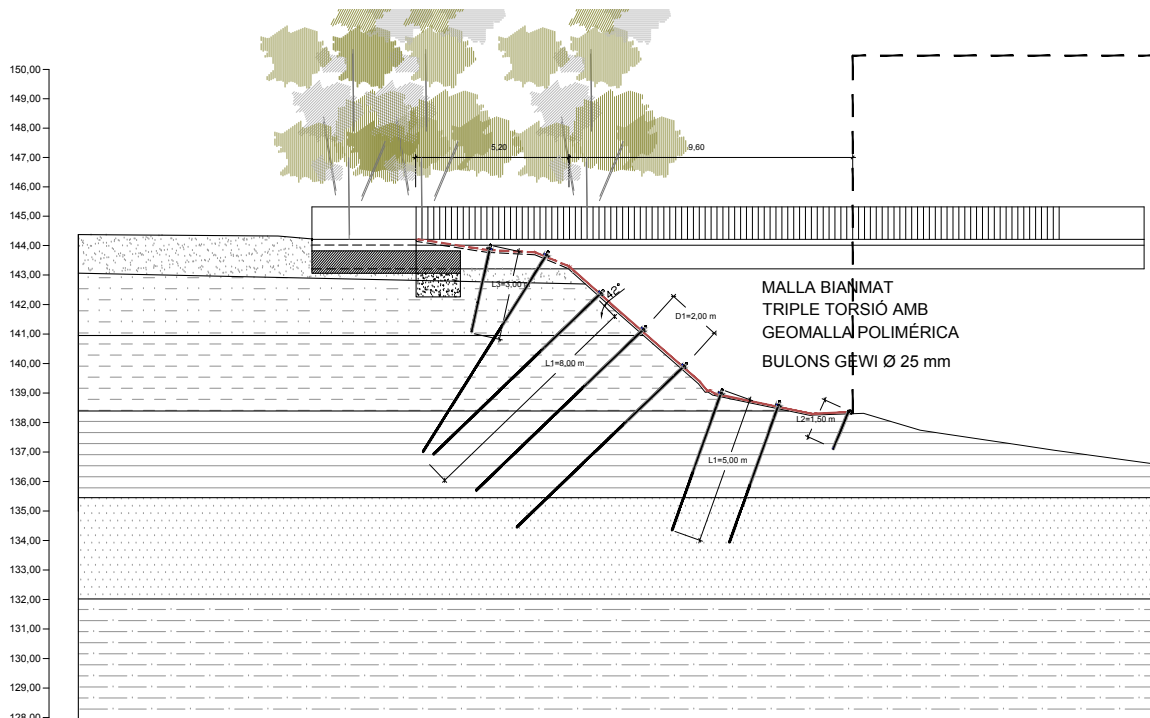 150,00
149,00
148,00
147,00
146,00
145,00
144,00
143,00
142,00
141,00
140,00
139,00
138,00
137,00
136,00
135,00
134,00
133,00
132,00
131,00
130,00
129,00
128,00
5,20
9,60
L3=3,00 m
42°
D1=2,00 m
L1=8,00 m
MALLA BIANMAT
TRIPLE TORSIÓ AMB
GEOMALLA POLIMÉRICA
BULONS GEWI Ø 25 mm
L2=1,50 m
L1=5,00 m